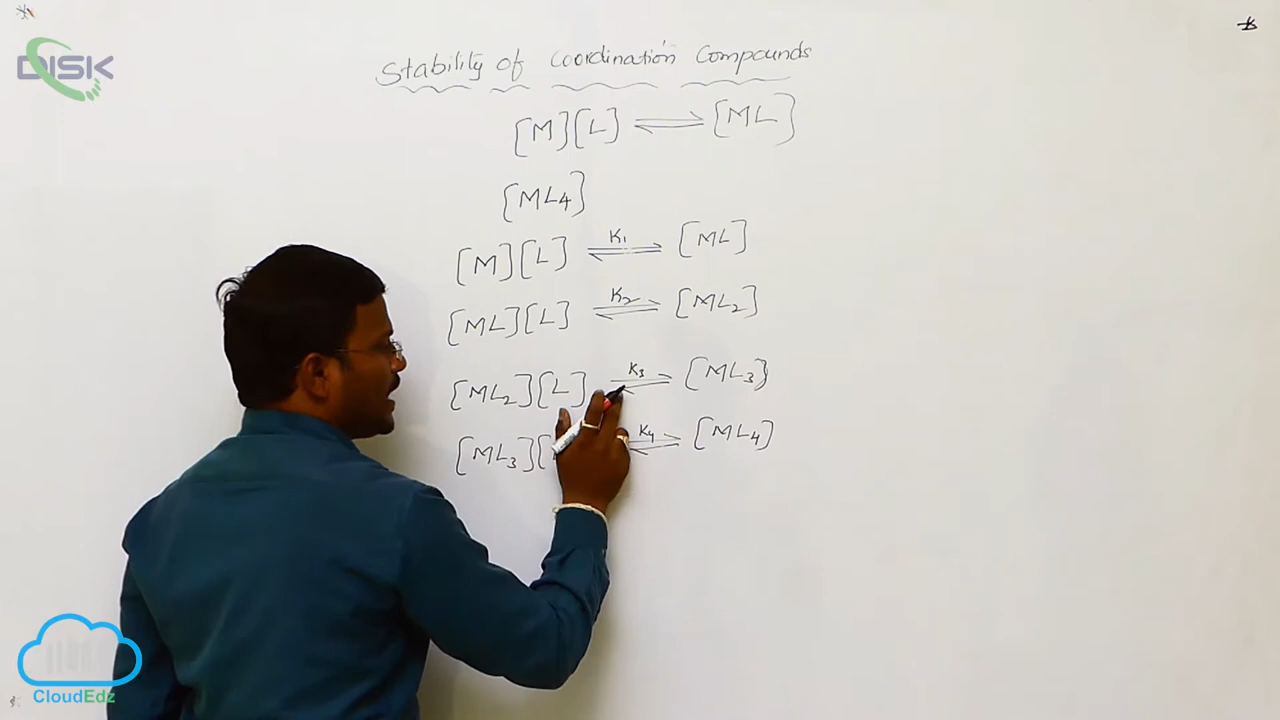 DISK
Stability of Coordination Compounds
[M][L] ⇌ [ML]
[ML4]
[M][L] ⇌ K1 [ML]
[ML][L] ⇌ K2 [ML2]
[ML2][L] ⇌ K3 [ML3]
[ML3][ ⇌ K4 [ML4]
CloudEdz